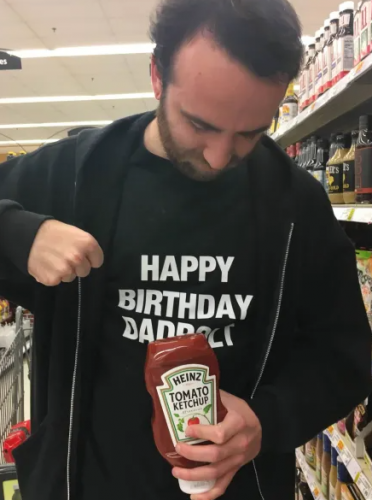 HAPPY
BIRTHDAY
HEINZ
TOMATO
KETCHUP